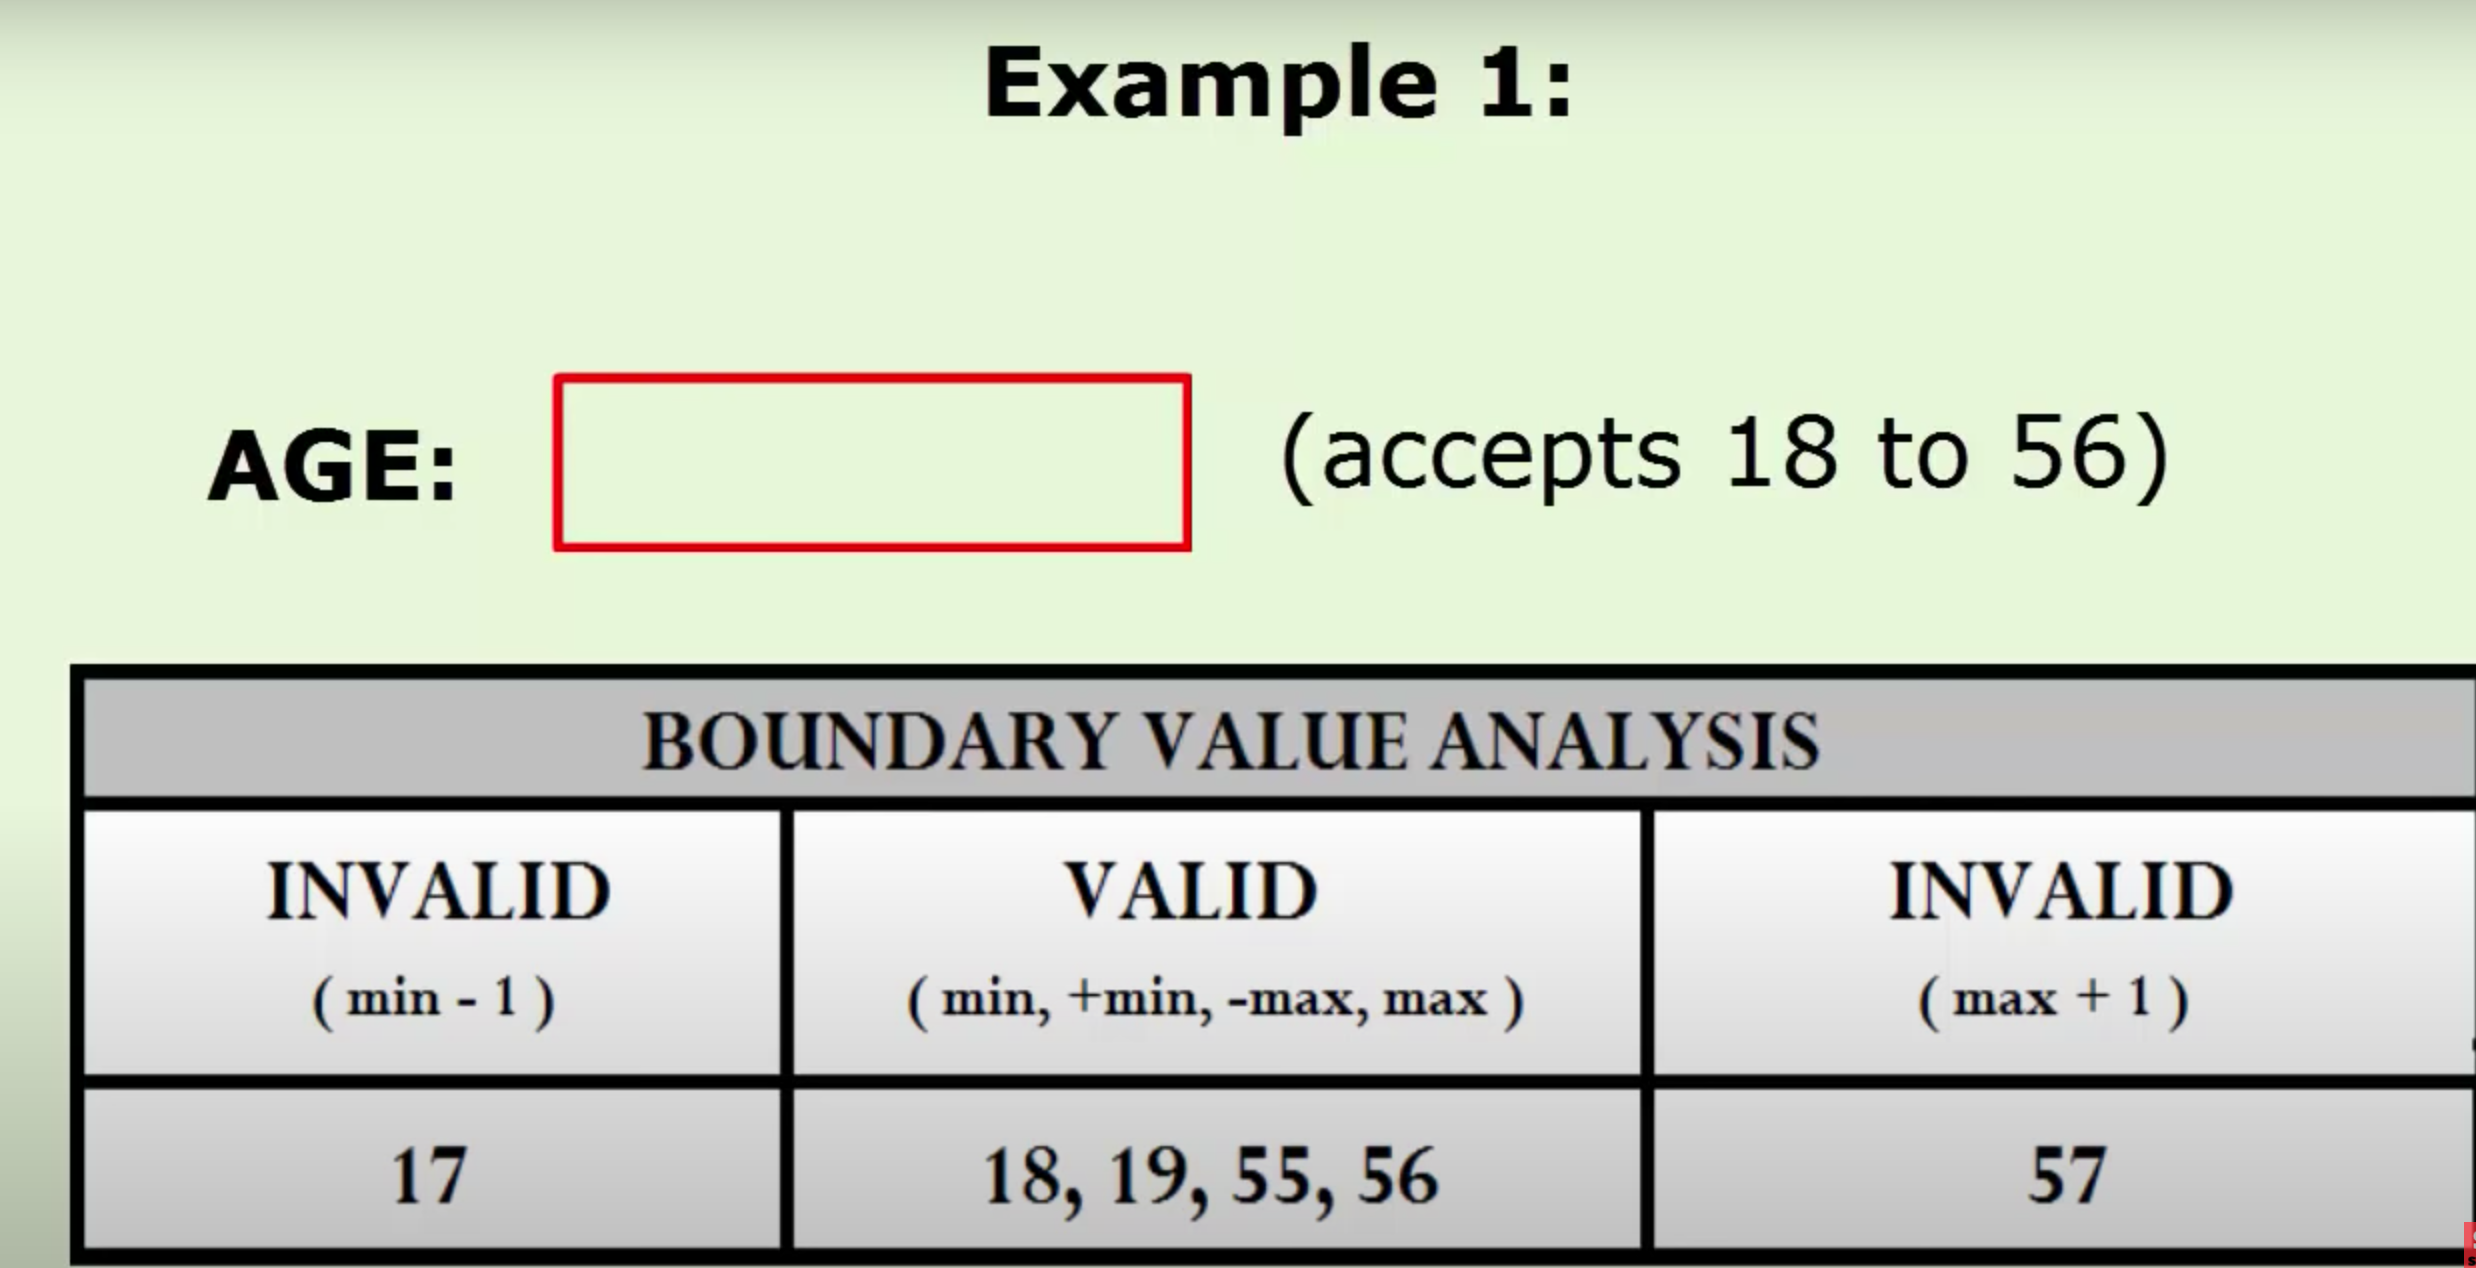 Example 1:
AGE:
(accepts 18 to 56)
BOUNDARY VALUE ANALYSIS
INVALID
( min - 1 )
VALID
( min, +min, -max, max )
INVALID
( max + 1 )
17
18, 19, 55, 56
57